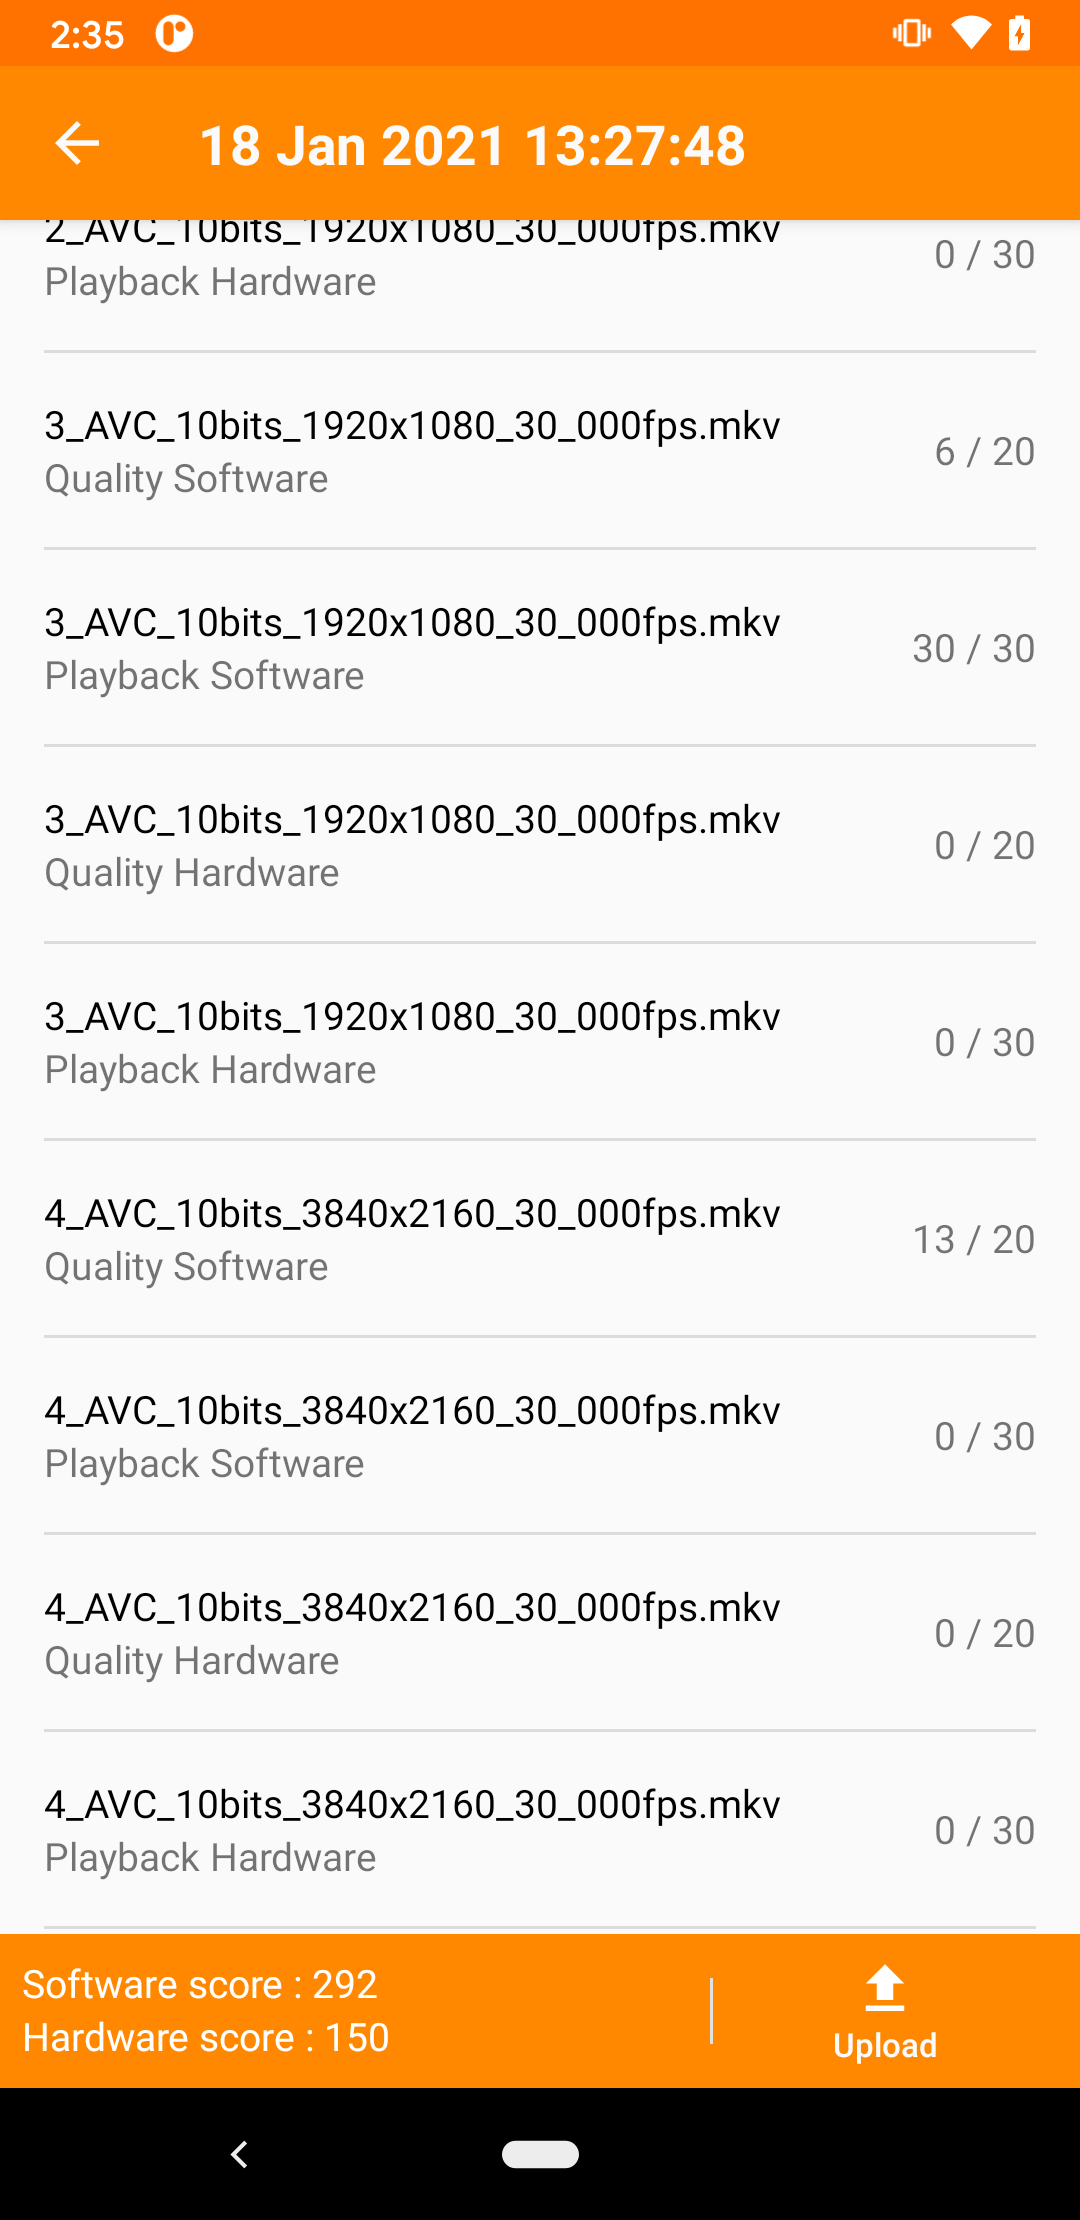 2:35
18 Jan 2021 13:27:48
2_AVC_10bits_1920x1080_30_000fps.mkv
Playback Hardware
0 / 30
3_AVC_10bits_1920x1080_30_000fps.mkv
Quality Software
6 / 20
3_AVC_10bits_1920x1080_30_000fps.mkv
Playback Software
30 / 30
3_AVC_10bits_1920x1080_30_000fps.mkv
Quality Hardware
0 / 20
3_AVC_10bits_1920x1080_30_000fps.mkv
Playback Hardware
0 / 30
4_AVC_10bits_3840x2160_30_000fps.mkv
Quality Software
13 / 20
4_AVC_10bits_3840x2160_30_000fps.mkv
Playback Software
0 / 30
4_AVC_10bits_3840x2160_30_000fps.mkv
Quality Hardware
0 / 20
4_AVC_10bits_3840x2160_30_000fps.mkv
Playback Hardware
0 / 30
Software score : 292
Hardware score : 150
Upload